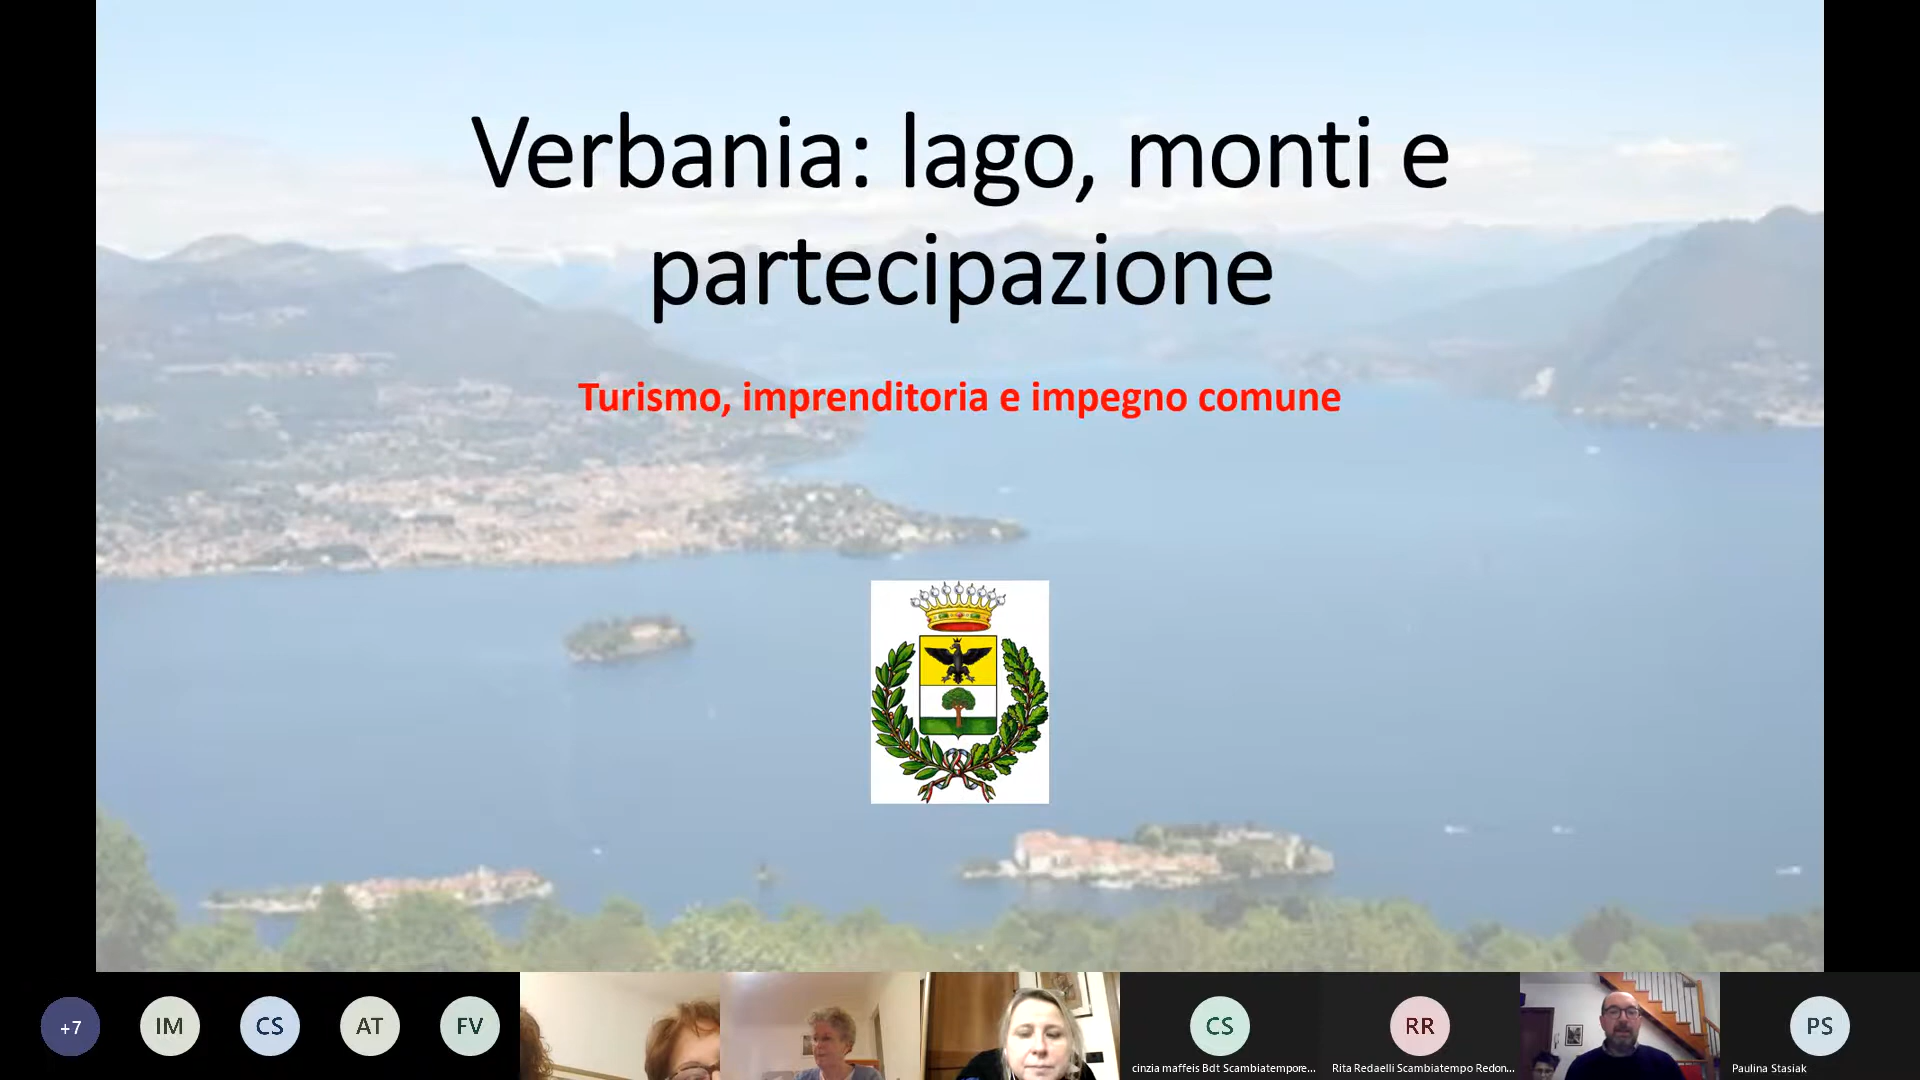 Verbania: lago, monti e
partecipazione
Turismo, imprenditoria e impegno comune
+7
IM
CS
AT
FV
CS
cinzia maffeis Bdt Scambiatempore...
RR
Rita Redaelli Scambiatempo Redon...
PS
Paulina Stasiak